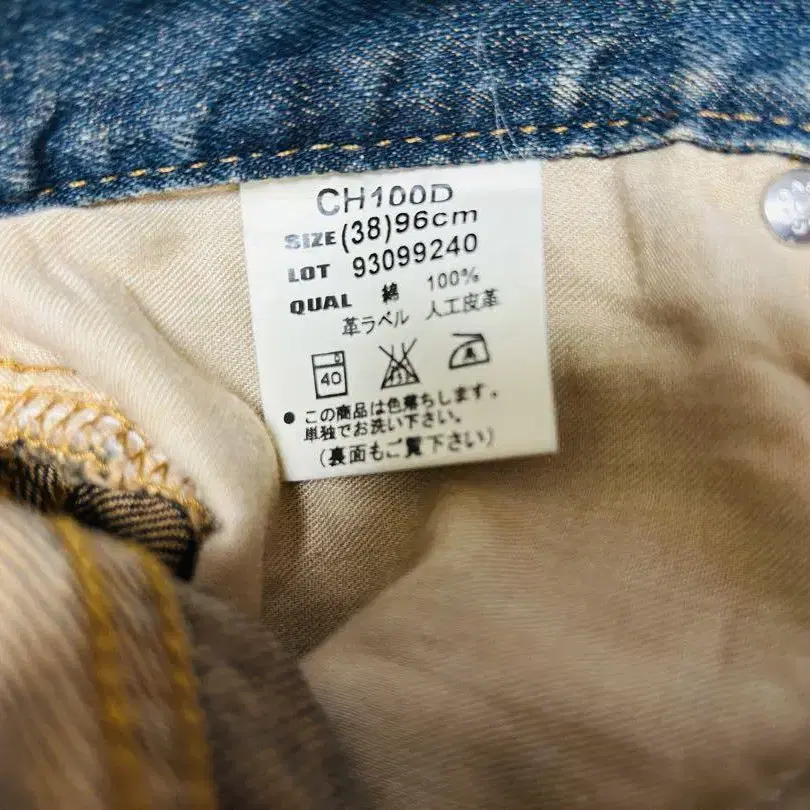 CH100D
SIZE (38)96cm
LOT 93099240
QUAL 綿 100%
革ラベル 人工皮革
40
●この商品は色落ちします。
単独でお洗い下さい。
(裏面もご覧下さい)